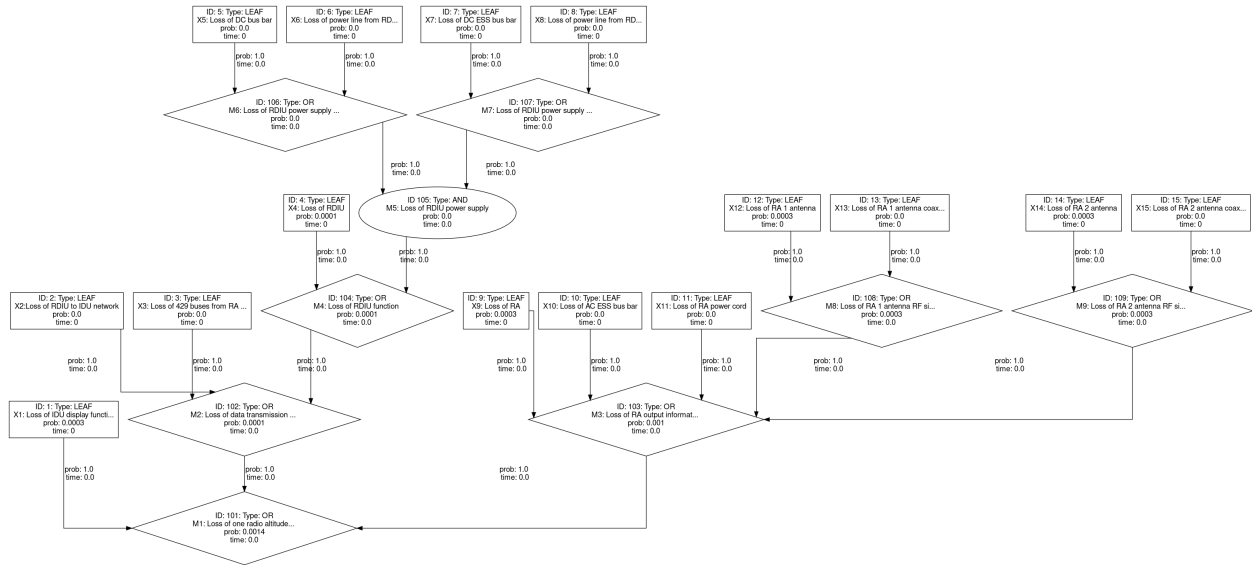 ID: 5: Type: LEAF
X5: Loss of DC bus bar
prob: 0.0
time: 0
ID: 6: Type: LEAF
X6: Loss of power line from RD...
prob: 0.0
time: 0
ID: 7: Type: LEAF
X7: Loss of DC ESS bus bar
prob: 0.0
time: 0
ID: 8: Type: LEAF
X8: Loss of power line from RD...
prob: 0.0
time: 0
prob: 1.0
time: 0.0
prob: 1.0
time: 0.0
prob: 1.0
time: 0.0
prob: 1.0
time: 0.0
ID: 106: Type: OR
M6: Loss of RDIU power supply ...
prob: 0.0
time: 0.0
ID: 107: Type: OR
M7: Loss of RDIU power supply ...
prob: 0.0
time: 0.0
prob: 1.0
time: 0.0
prob: 1.0
time: 0.0
ID: 4: Type: LEAF
X4: Loss of RDIU
prob: 0.0001
time: 0
ID 105: Type: AND
M5: Loss of RDIU power supply
prob: 0.0
time: 0.0
ID: 12: Type: LEAF
X12: Loss of RA 1 antenna
prob: 0.0003
time: 0
ID: 13: Type: LEAF
X13: Loss of RA 1 antenna coax...
prob: 0.0
time: 0
ID: 14: Type: LEAF
X14: Loss of RA 2 antenna
prob: 0.0003
time: 0
ID: 15: Type: LEAF
X15: Loss of RA 2 antenna coax...
prob: 0.0
time: 0
prob: 1.0
time: 0.0
prob: 1.0
time: 0.0
prob: 1.0
time: 0.0
prob: 1.0
time: 0.0
prob: 1.0
time: 0.0
prob: 1.0
time: 0.0
ID: 2: Type: LEAF
X2:Loss of RDIU to IDU network
prob: 0.0
time: 0
ID: 3: Type: LEAF
X3: Loss of 429 buses from RA ...
prob: 0.0
time: 0
ID: 104: Type: OR
M4: Loss of RDIU function
prob: 0.0001
time: 0.0
ID: 9: Type: LEAF
X9: Loss of RA
prob: 0.0003
time: 0
ID: 10: Type: LEAF
X10: Loss of AC ESS bus bar
prob: 0.0
time: 0
ID: 11: Type: LEAF
X11: Loss of RA power cord
prob: 0.0
time: 0
ID: 108: Type: OR
M8: Loss of RA 1 antenna RF si...
prob: 0.0003
time: 0.0
ID: 109: Type: OR
M9: Loss of RA 2 antenna RF si...
prob: 0.0003
time: 0.0
prob: 1.0
time: 0.0
prob: 1.0
time: 0.0
prob: 1.0
time: 0.0
prob: 1.0
time: 0.0
prob: 1.0
time: 0.0
prob: 1.0
time: 0.0
prob: 1.0
time: 0.0
prob: 1.0
time: 0.0
ID: 1: Type: LEAF
X1: Loss of IDU display functi...
prob: 0.0003
time: 0
ID: 102: Type: OR
M2: Loss of data transmission ...
prob: 0.0001
time: 0.0
ID: 103: Type: OR
M3: Loss of RA output informat...
prob: 0.001
time: 0.0
prob: 1.0
time: 0.0
prob: 1.0
time: 0.0
prob: 1.0
time: 0.0
ID: 101: Type: OR
M1: Loss of one radio altitude...
prob: 0.0014
time: 0.0